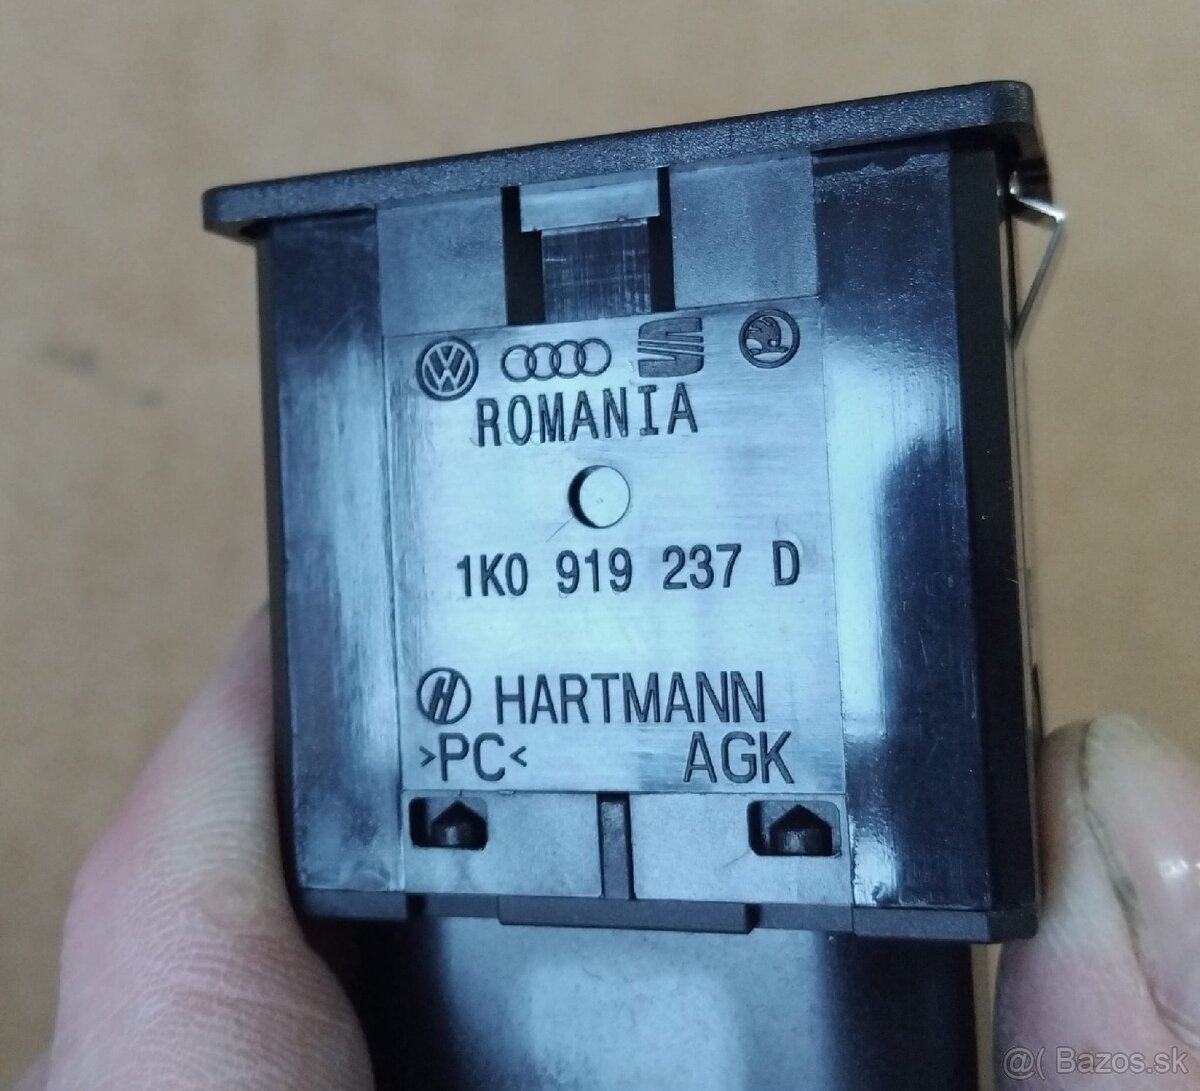 ROMANIA
1K0 919 237 D
HARTMANN
>PC< AGK
@( Bazos.sk